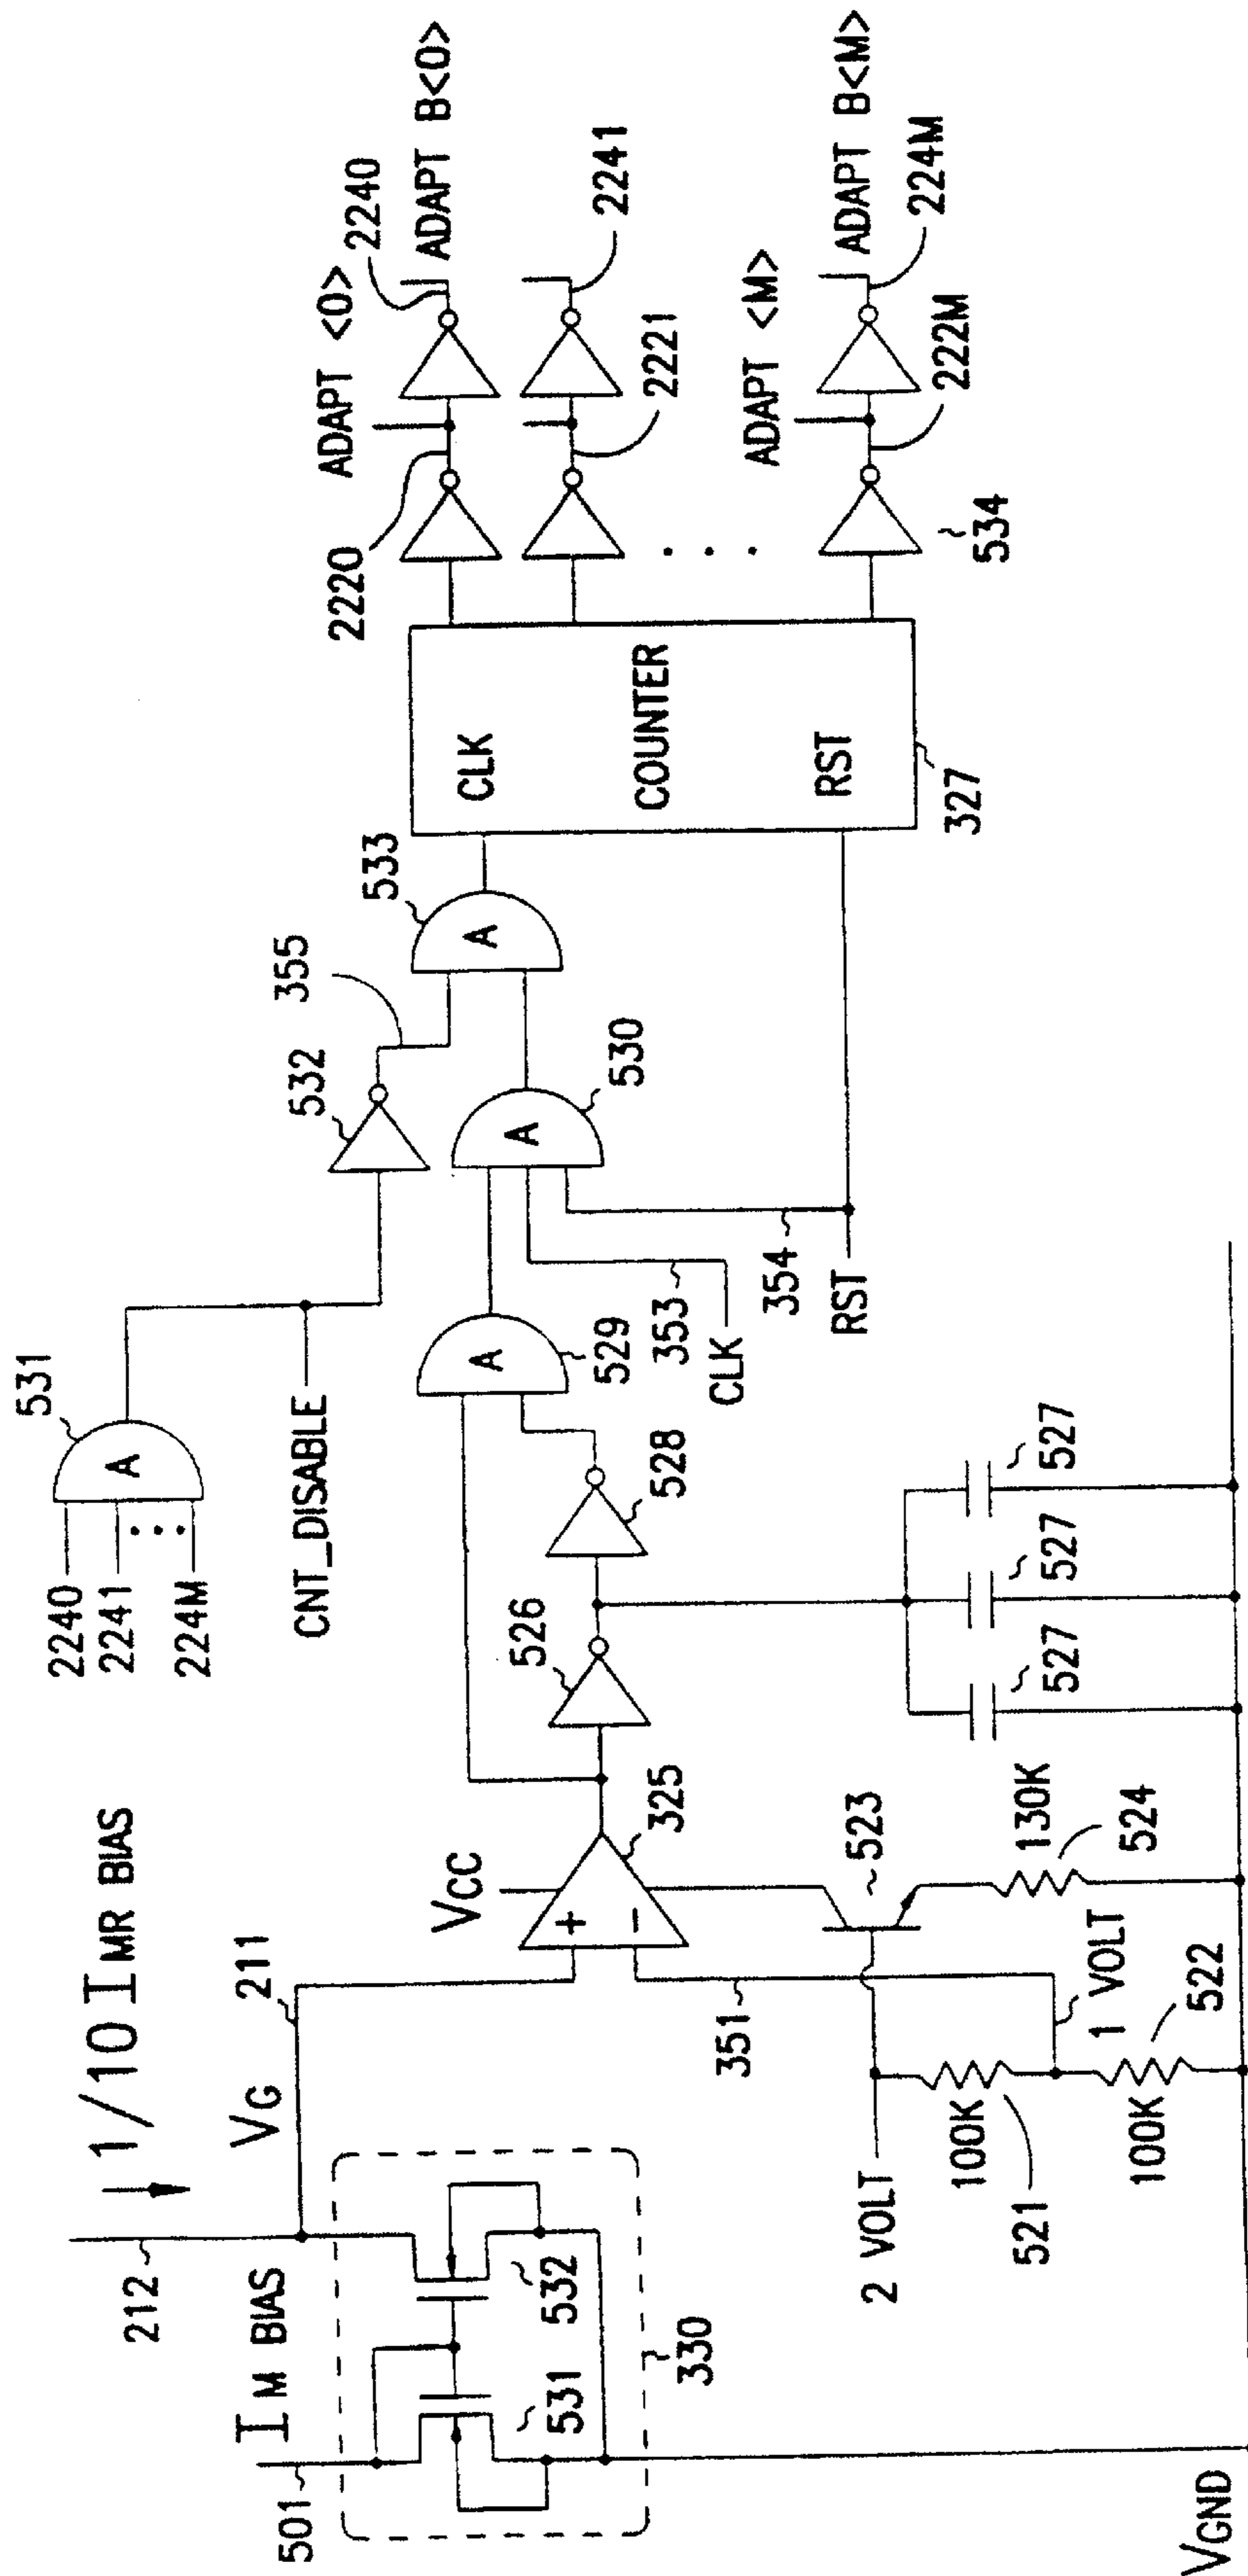 2240
2241
224M
531
CNT_DISABLE
A
532
355
533
A
CLK
COUNTER
RST
327
2220
ADAPT <0>
2240
ADAPT B<0>
2221
2241
ADAPT <M>
222M
ADAPT B<M>
224M
534
529
A
530
A
353
CLK
354
RST
526
528
527
527
527
1/10 I MR BIAS
211
VG
212
I M BIAS
501
531
532
330
VCC
+
−
325
351
523
130K
524
2 VOLT
100K
521
1 VOLT
100K
522
VGND